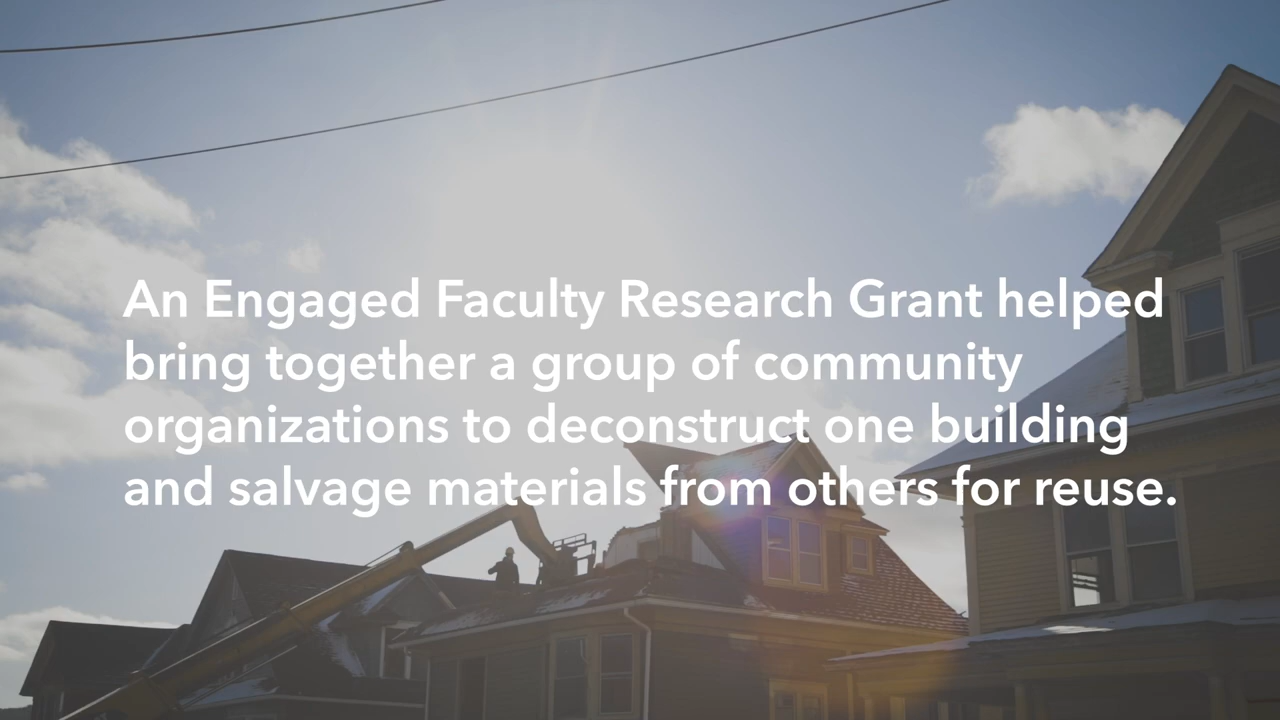 An Engaged Faculty Research Grant helped
bring together a group of community
organizations to deconstruct one building
and salvage materials from others for reuse.